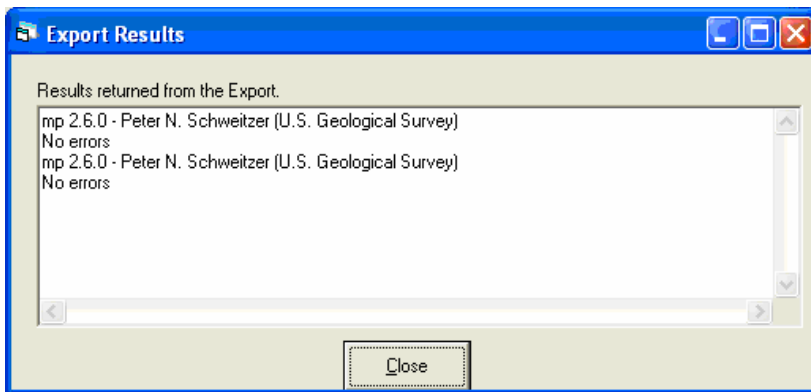 Export Results
Results returned from the Export.
mp 2.6.0 - Peter N. Schweitzer (U.S. Geological Survey)
No errors
mp 2.6.0 - Peter N. Schweitzer (U.S. Geological Survey)
No errors
Close